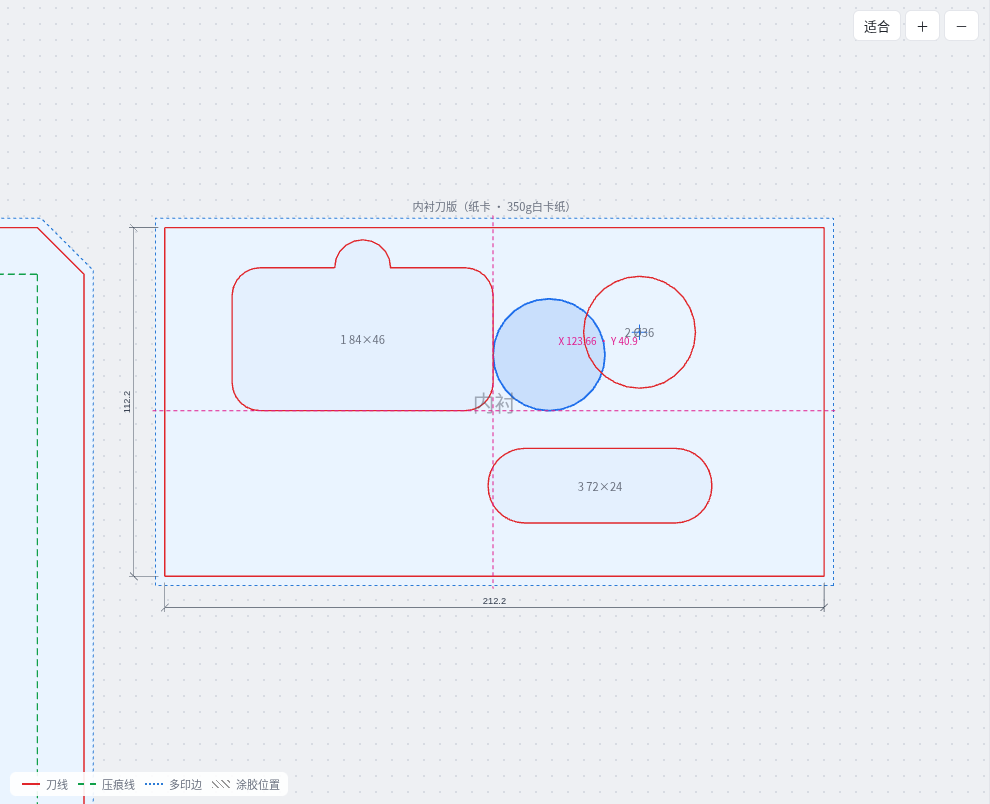 适合 + −
内衬刀版（纸卡 · 350g白卡纸）
1 84×46
X 123.66 Y 40.9
内衬
112.2
3 72×24
212.2
刀线 压痕线 多印边 涂胶位置